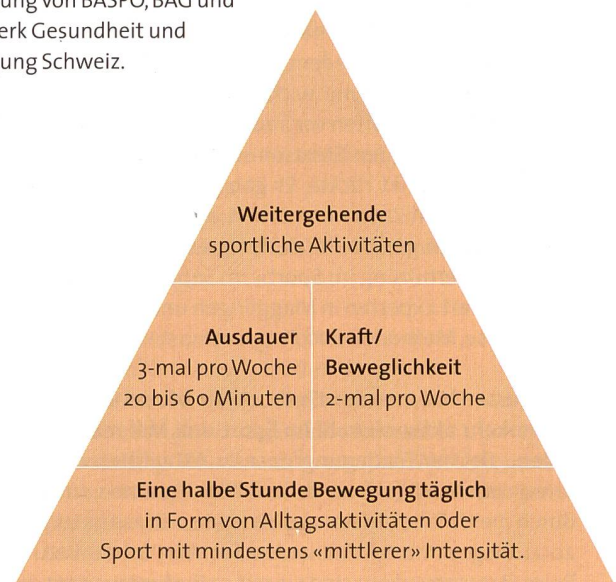 von BASPO, BAG und
Gesundheit und
Schweiz.
Weitergehende
sportliche Aktivitäten
Ausdauer
3-mal pro Woche
20 bis 60 Minuten
Kraft/
Beweglichkeit
2-mal pro Woche
Eine halbe Stunde Bewegung täglich
in Form von Alltagsaktivitäten oder
Sport mit mindestens «mittlerer» Intensität.